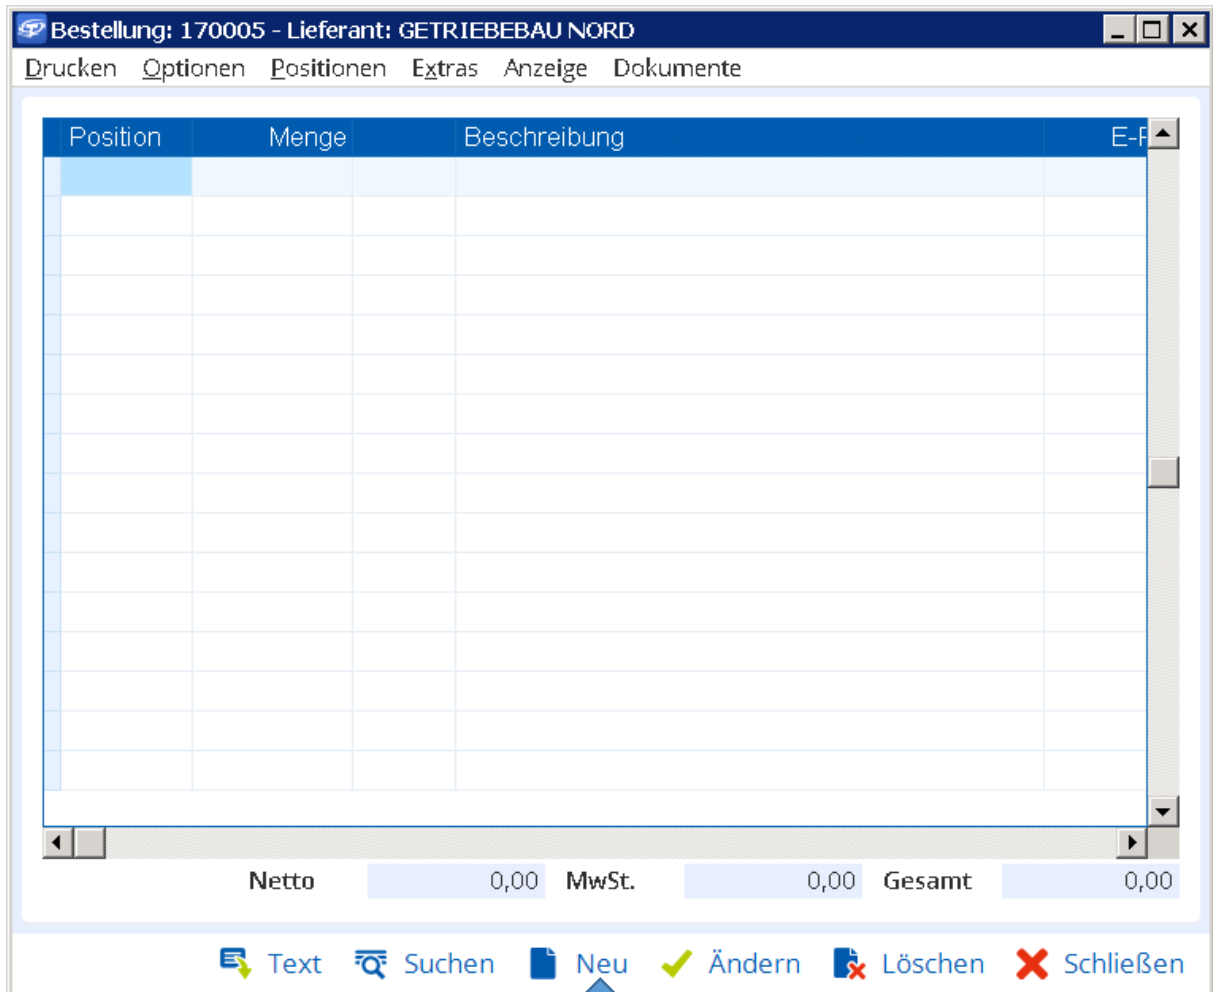 Bestellung: 170005 - Lieferant: GETRIEBEBAU NORD
Drucken Optionen Positionen Extras Anzeige Dokumente
Position Menge Beschreibung
Netto 0,00 MwSt. 0,00 Gesamt 0,00
Text Suchen Neu Ändern Löschen Schließen